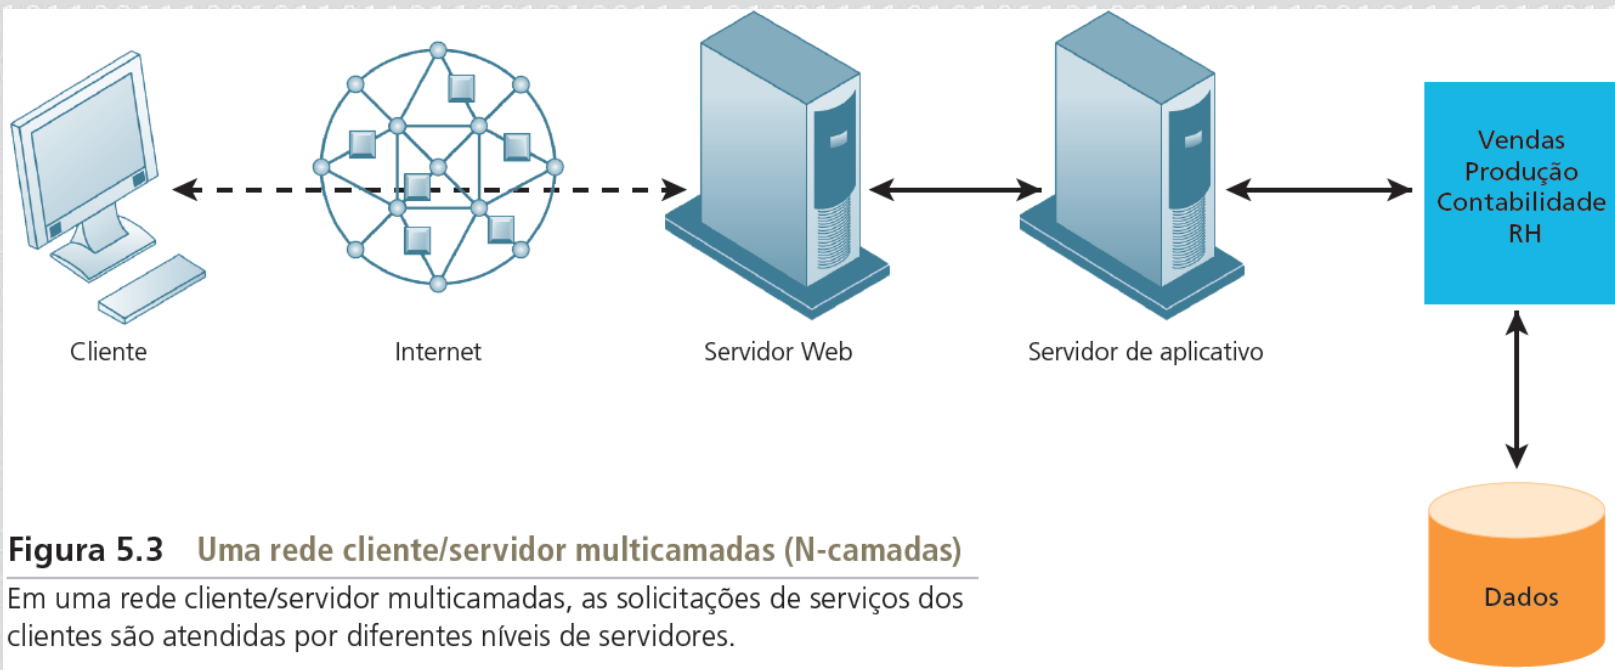 Vendas
Produção
Contabilidade
RH
Cliente
Internet
Servidor Web
Servidor de aplicativo
Dados
Figura 5.3 Uma rede cliente/servidor multicamadas (N-camadas)
Em uma rede cliente/servidor multicamadas, as solicitações de serviços dos
clientes são atendidas por diferentes níveis de servidores.